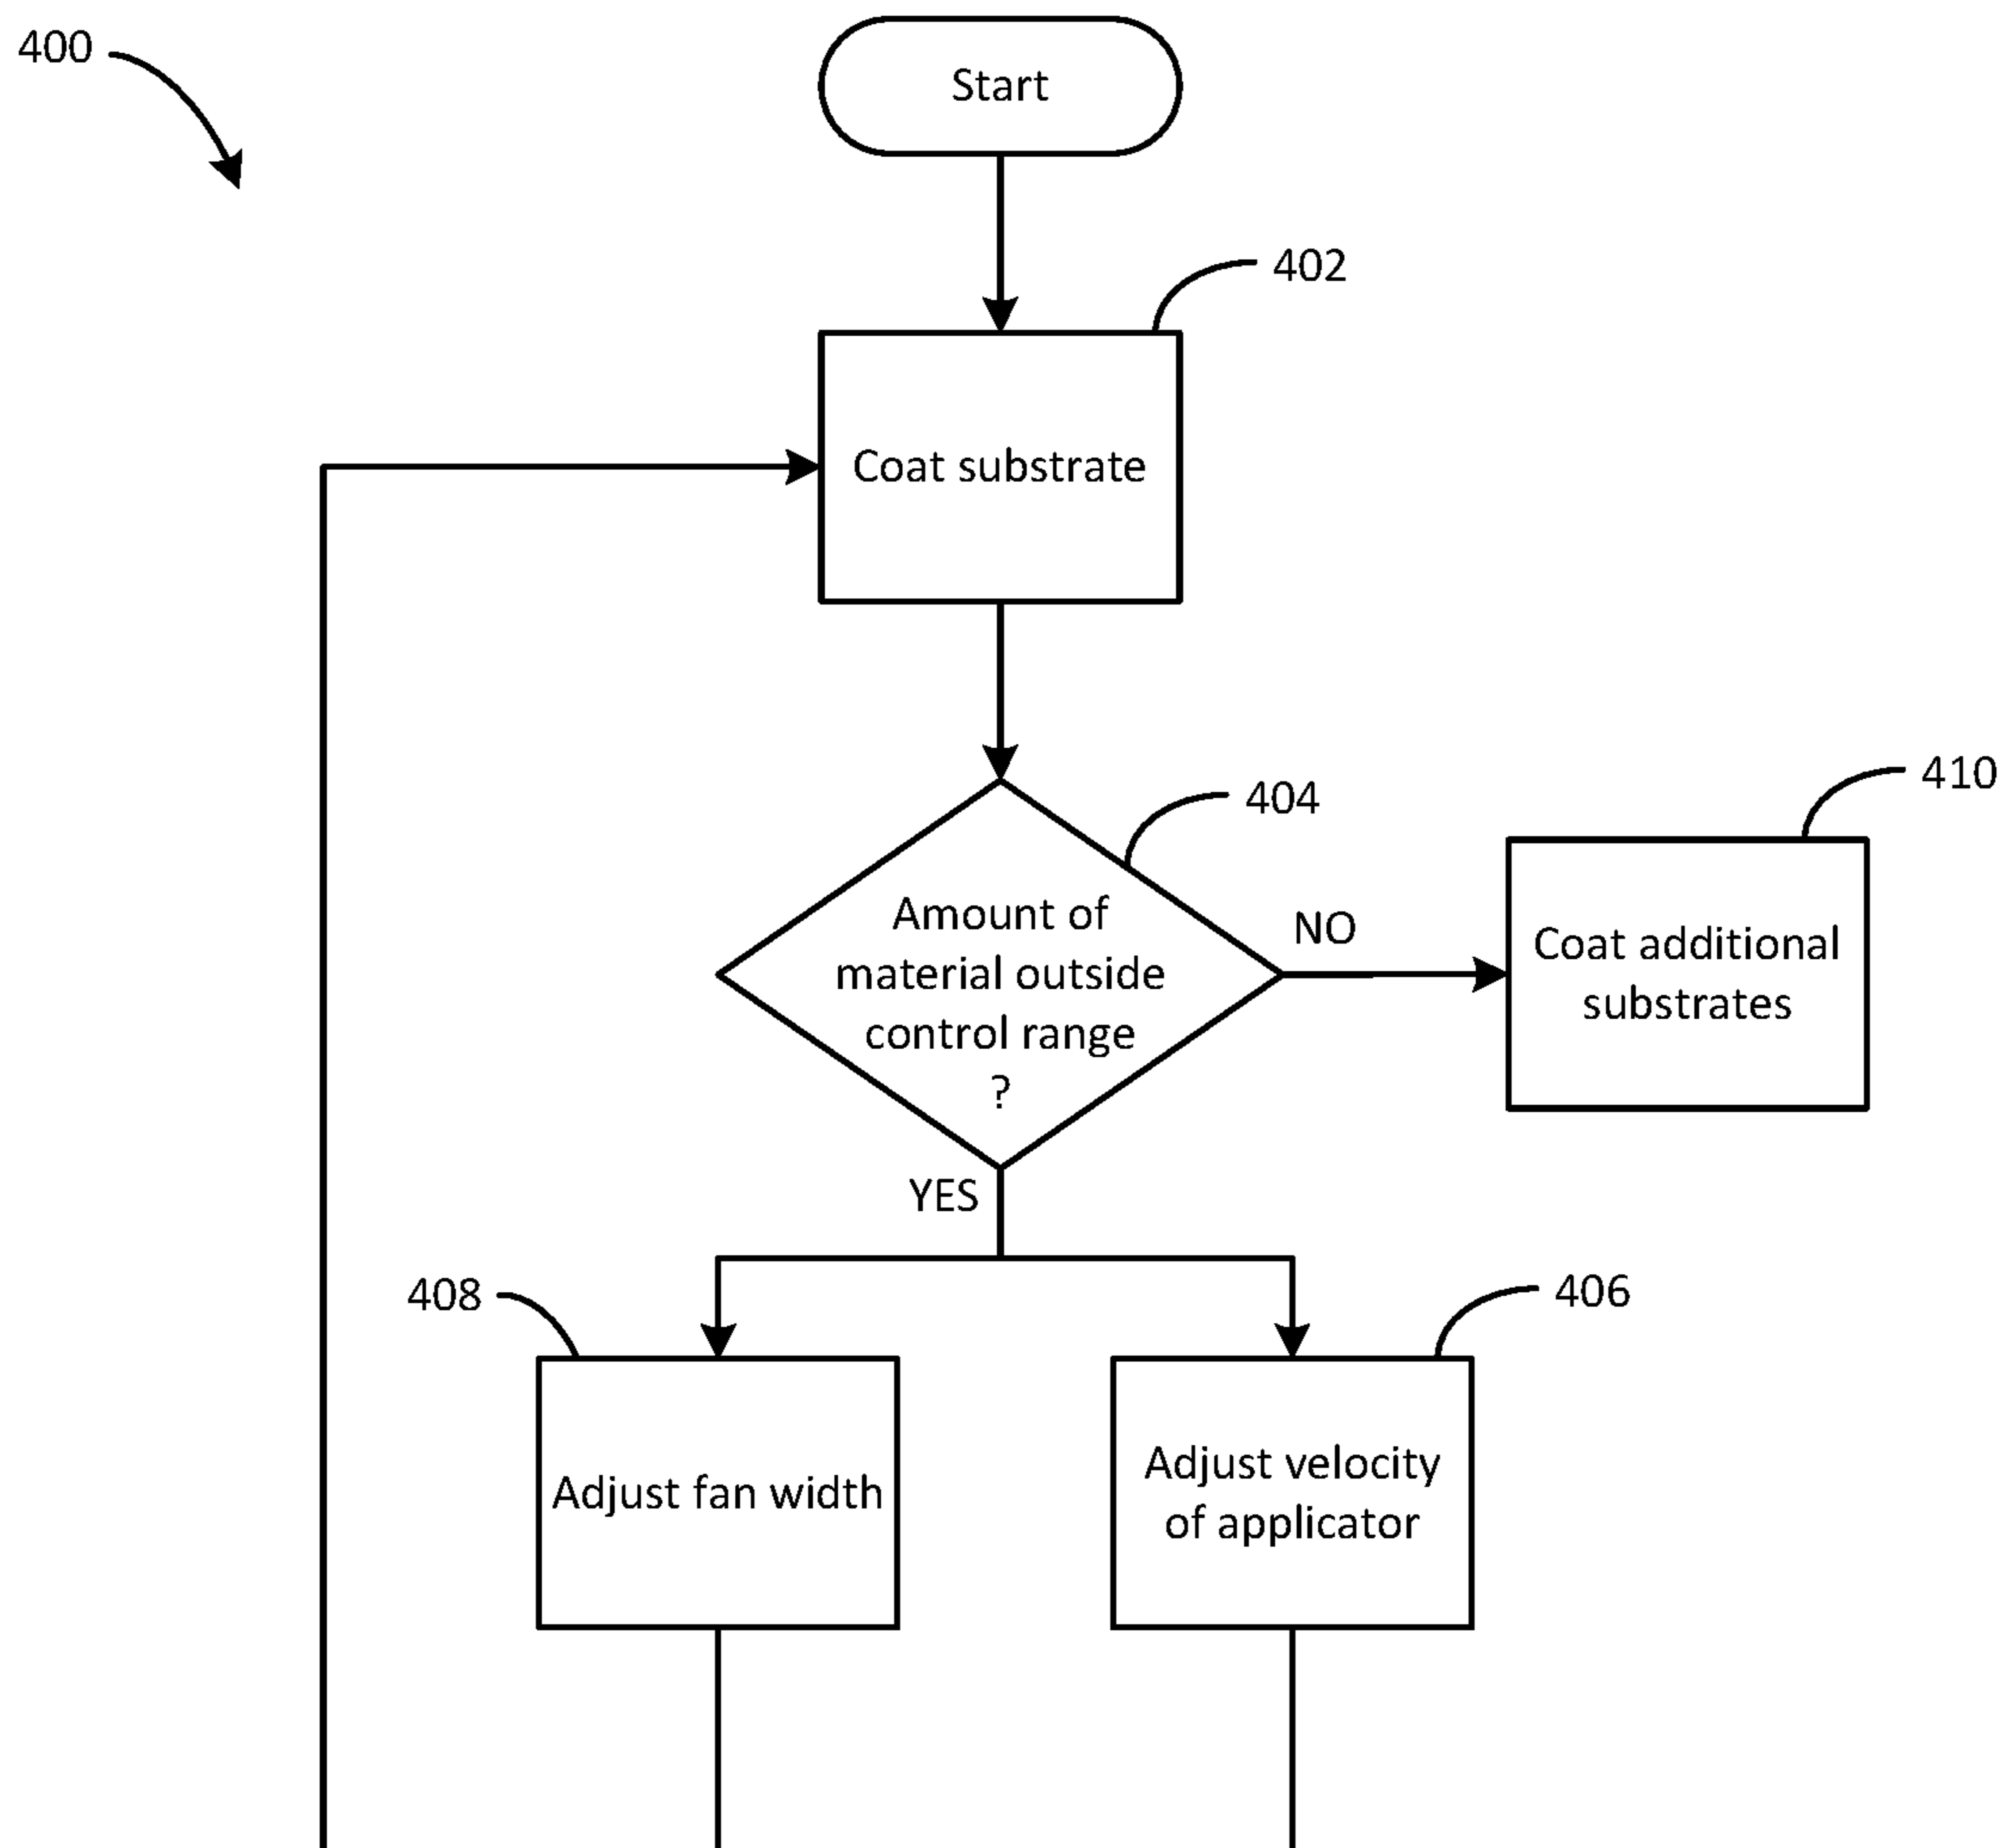 400
Start
402
Coat substrate
404
410
Amount of
material outside
control range
?
NO
Coat additional
substrates
YES
408
406
Adjust fan width
Adjust velocity
of applicator